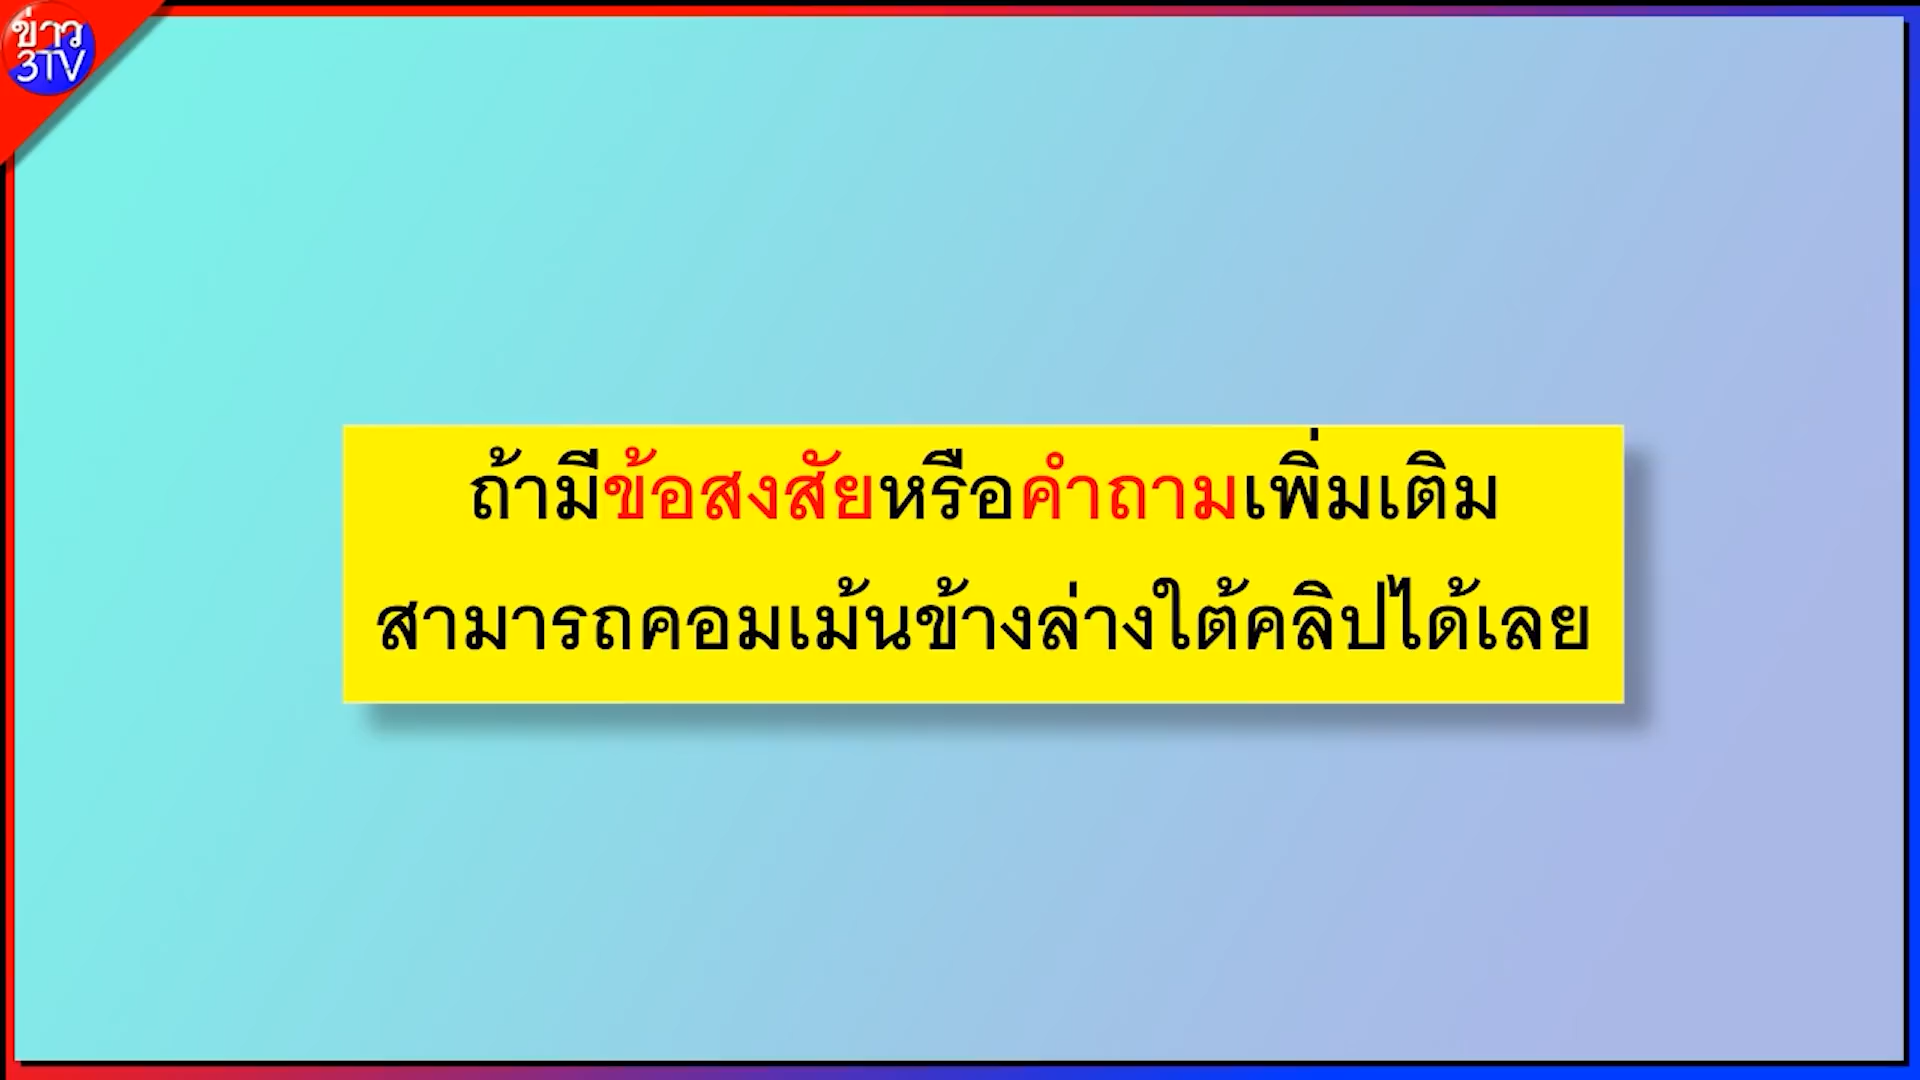 ข่าว
3TV
ถ้ามีข้อสงสัยหรือคำถามเพิ่มเติม
สามารถคอมเม้นข้างล่างใต้คลิปได้เลย